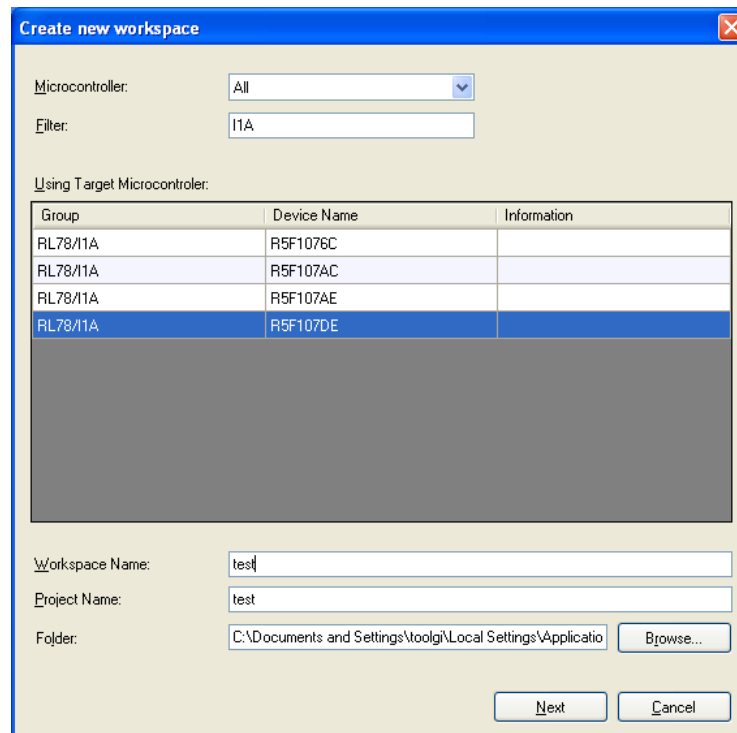 Create new workspace
Microcontroller: All
Filter: I1A
Using Target Microcontroler:
Group Device Name Information
RL78/I1A R5F1076C
RL78/I1A R5F107AC
RL78/I1A R5F107AE
RL78/I1A R5F107DE
Workspace Name: test
Project Name: test
Folder: C:\Documents and Settings\toolgi\Local Settings\Applicatio Browse...
Next Cancel